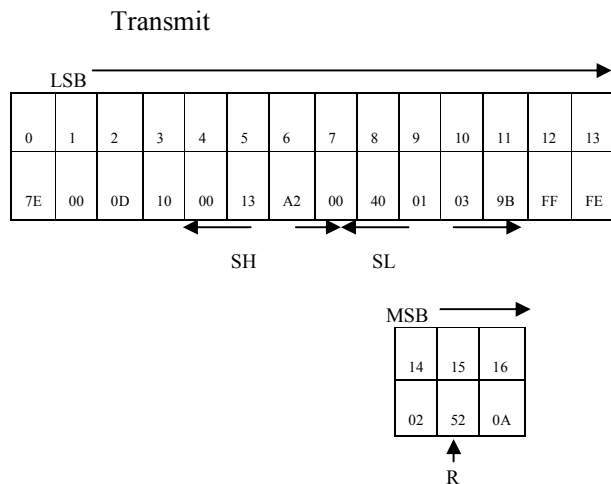 Transmit
LSB
0 1 2 3 4 5 6 7 8 9 10 11 12 13
7E 00 0D 10 00 13 A2 00 40 01 03 9B FF FE
SH SL
MSB
14 15 16
02 52 0A
R